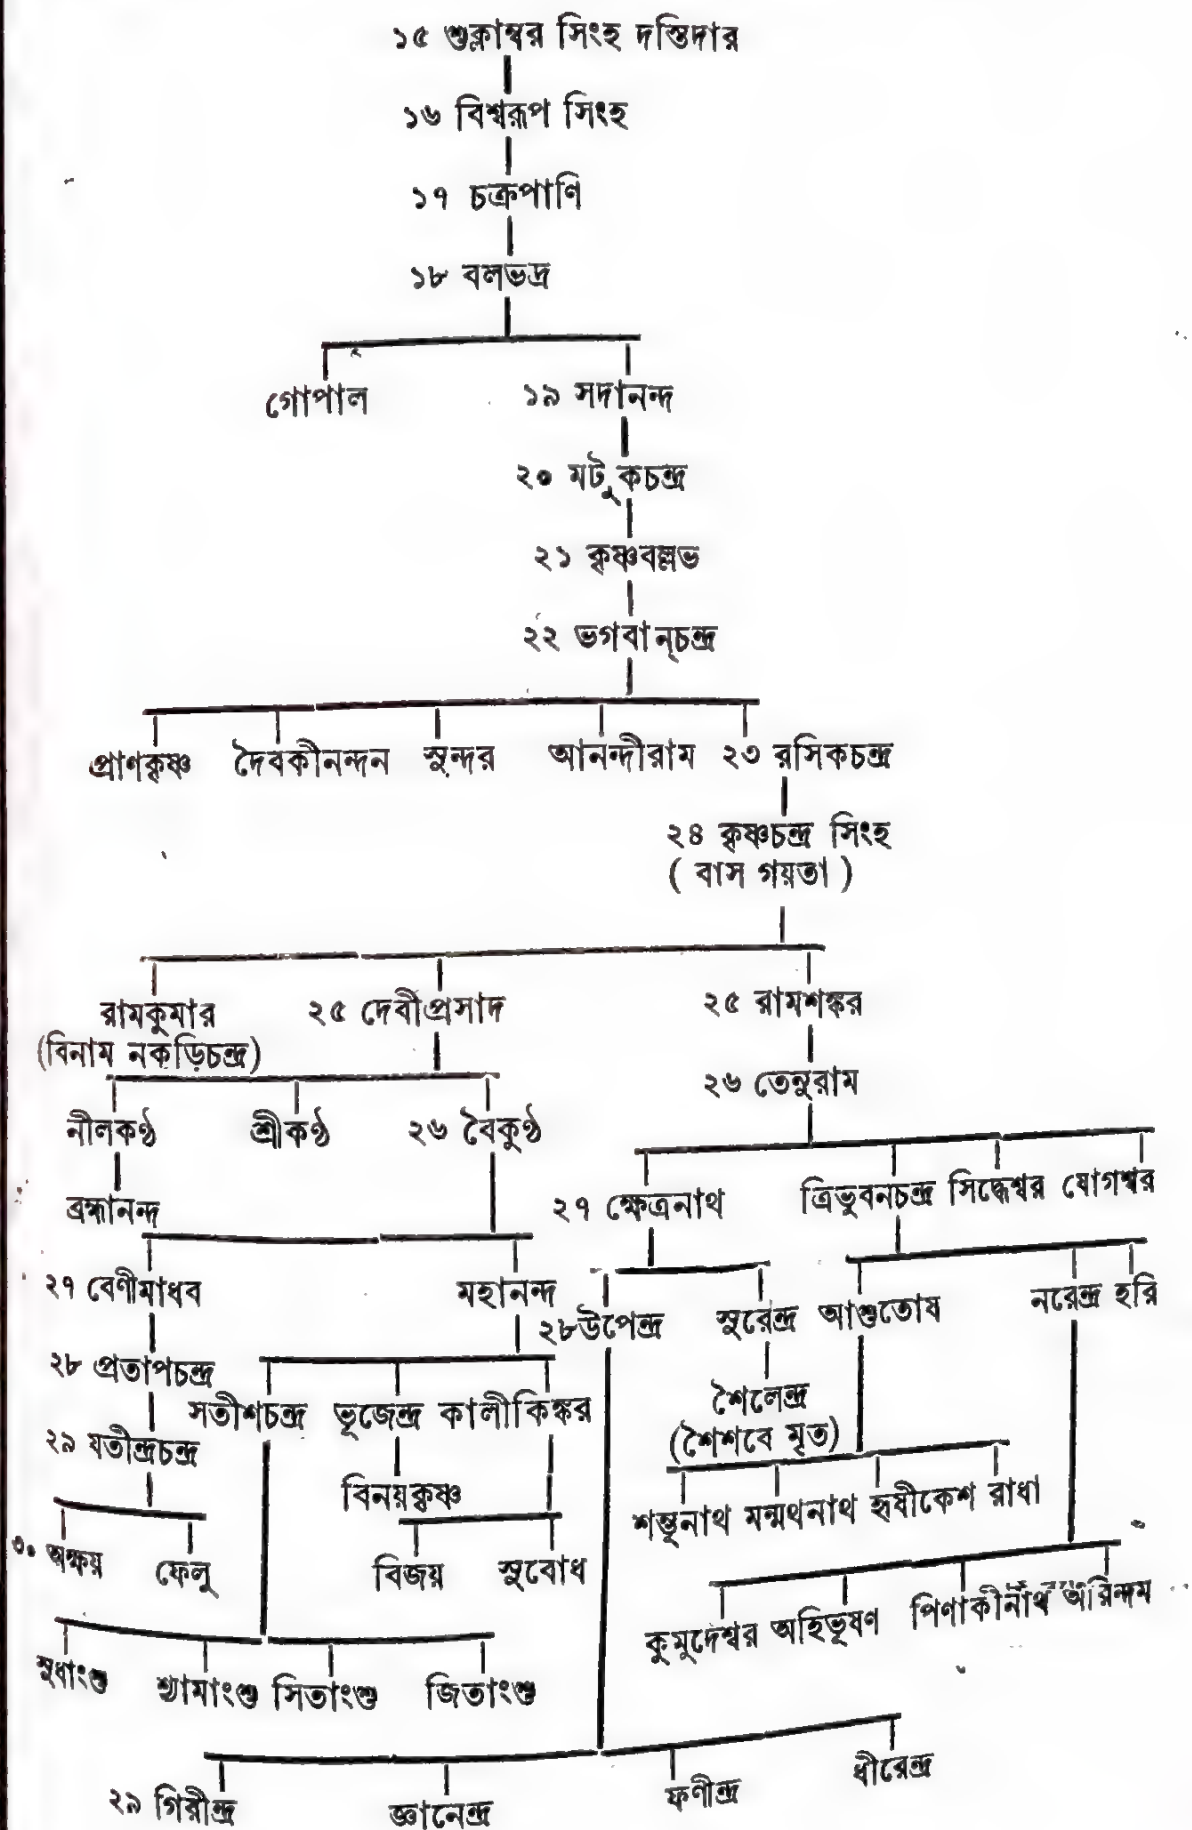 ১৫ শুক্লাম্বর সিংহ দস্তিদার
১৬ বিশ্বরূপ সিংহ
১৭ চক্রপাণি
১৮ বলভদ্র
গোপাল ১৯ সদানন্দ
২০ মটুকচন্দ্র
২১ কৃষ্ণবল্লভ
২২ ভগবান্‌চন্দ্র
প্রাণকৃষ্ণ দৈবকীনন্দন সুন্দর আনন্দীরাম ২৩ রসিকচন্দ্র
২৪ কৃষ্ণচন্দ্র সিংহ
( বাস গয়তা )
রামকুমার ২৫ দেবীপ্রসাদ ২৫ রামশঙ্কর
(বিনাম নকড়িচন্দ্র)
২৬ তেনুরাম
নীলকণ্ঠ শ্রীকণ্ঠ ২৬ বৈকুণ্ঠ
ব্রহ্মানন্দ ২৭ ক্ষেত্রনাথ ত্রিভুবনচন্দ্র সিদ্ধেশ্বর যোগেশ্বর
২৭ বেণীমাধব মহানন্দ
২৮উপেন্দ্র সুরেন্দ্র আশুতোষ নরেন্দ্র হরি
২৮ প্রতাপচন্দ্র
সতীশচন্দ্র ভূজেন্দ্র কালীকিঙ্কর শৈলেন্দ্র
(শৈশবে মৃত)
২৯ যতীন্দ্রচন্দ্র
বিনয়কৃষ্ণ শম্ভূনাথ মন্মথনাথ হৃষীকেশ রাধা
৩০ অক্ষয় ফেলু বিজয় সুবোধ
কুমুদেশ্বর অহিভূষণ পিণাকীনাথ অরিন্দম
সুধাংশু শ্যামাংশু সিতাংশু জিতাংশু
২৯ গিরীন্দ্র জ্ঞানেন্দ্র ফণীন্দ্র ধীরেন্দ্র